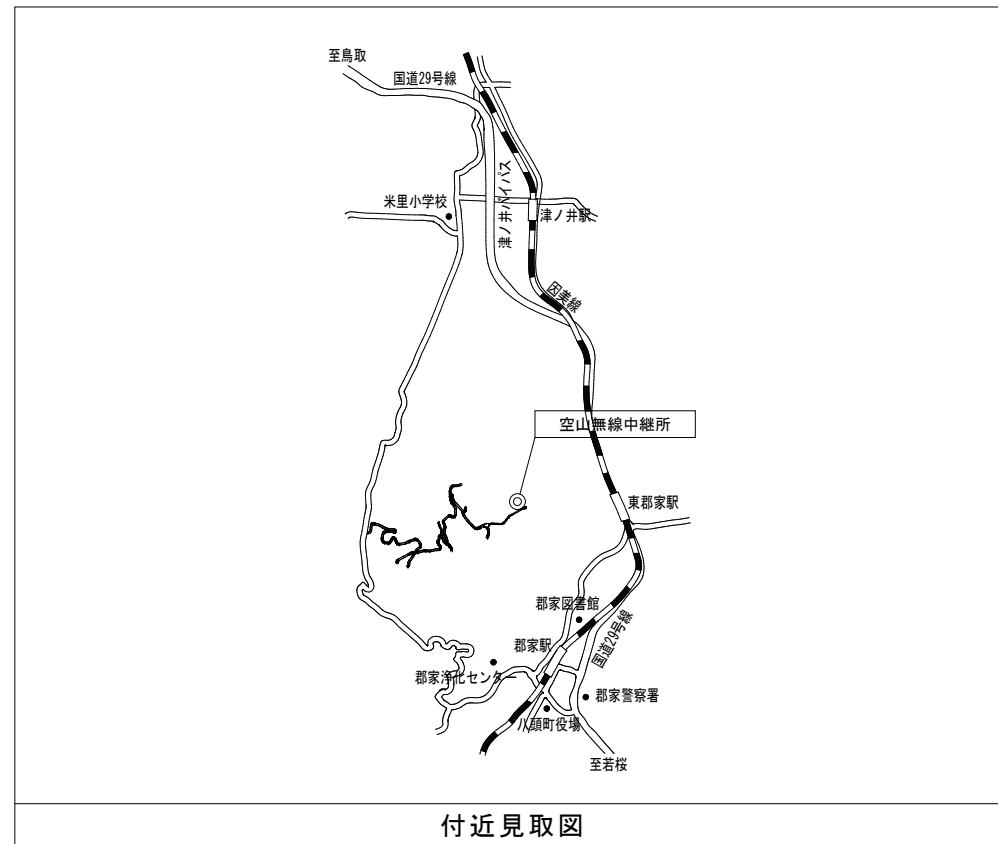 至鳥取
国道29号線
津ノ井バイパス
米里小学校
津ノ井駅
因美線
空山無線中継所
東郡家駅
郡家図書館
国道29号線
郡家駅
郡家浄化センター
郡家警察署
八頭町役場
至若桜
付近見取図